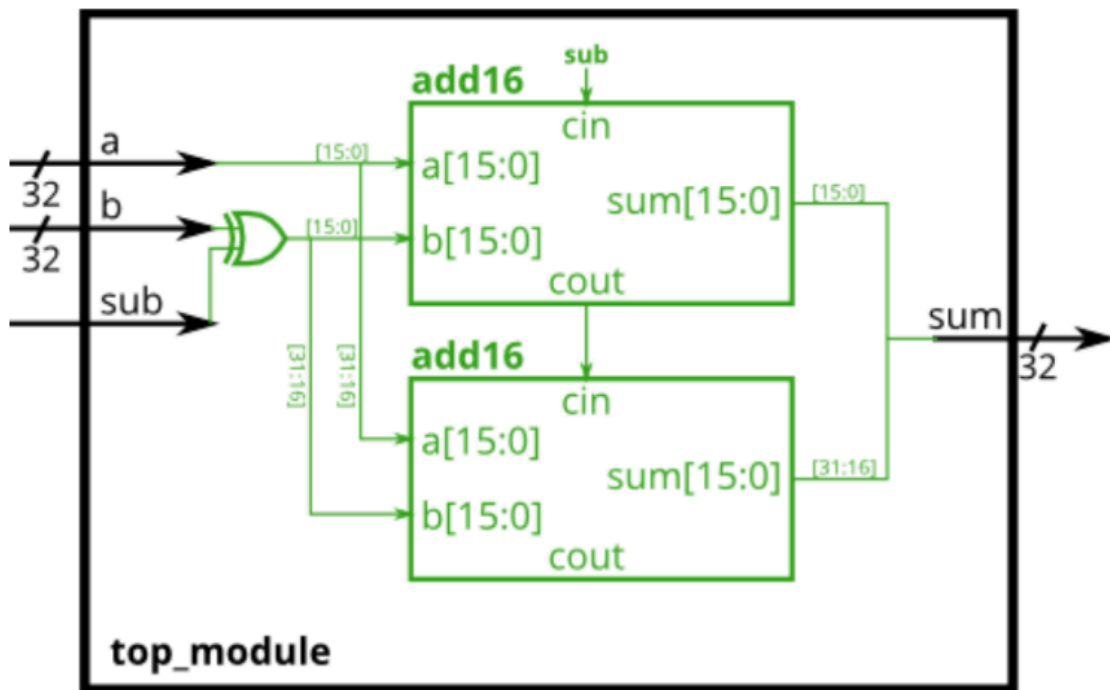 sub
add16
cin
a
[15:0]
a[15:0]
32
sum[15:0]
[15:0]
b
[15:0]
b[15:0]
32
cout
sub
sum
32
add16
[31:16]
[31:16]
cin
a[15:0]
sum[15:0]
[31:16]
b[15:0]
cout
top_module